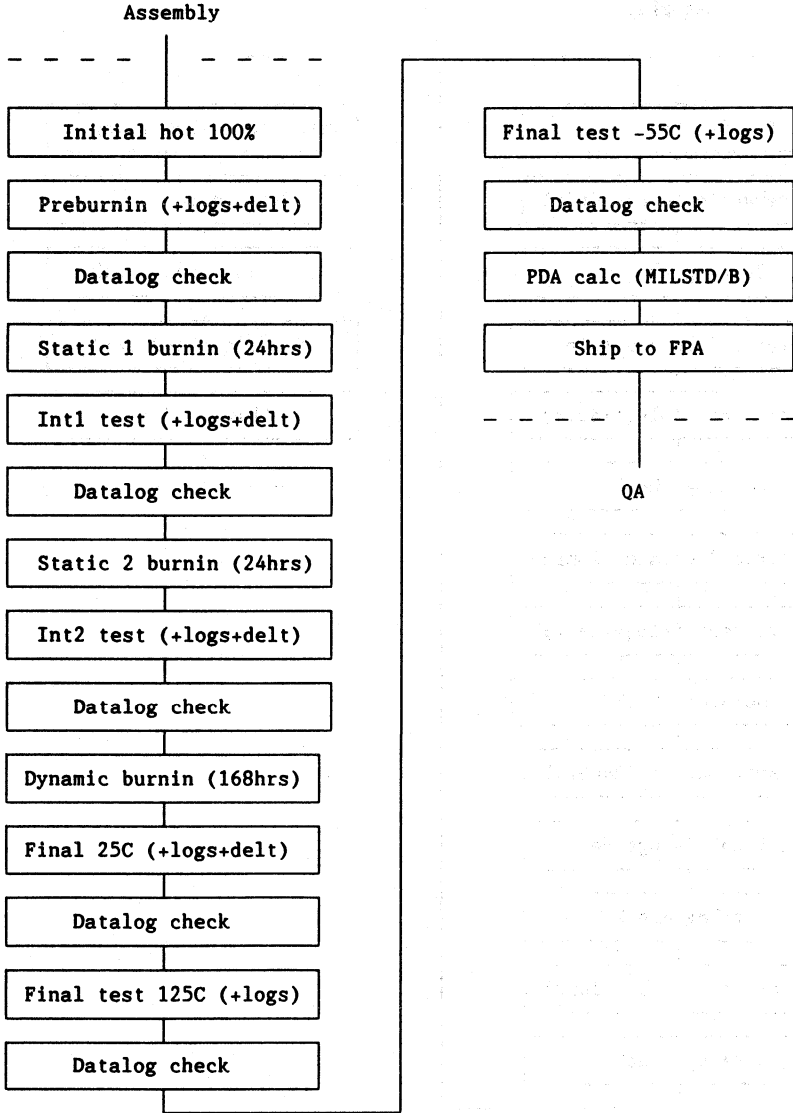 Assembly
Initial hot 100%
Preburnin (+logs+delt)
Datalog check
Static 1 burnin (24hrs)
Int1 test (+logs+delt)
Datalog check
Static 2 burnin (24hrs)
Int2 test (+logs+delt)
Datalog check
Dynamic burnin (168hrs)
Final 25C (+logs+delt)
Datalog check
Final test 125C (+logs)
Datalog check
Final test -55C (+logs)
Datalog check
PDA calc (MILSTD/B)
Ship to FPA
QA